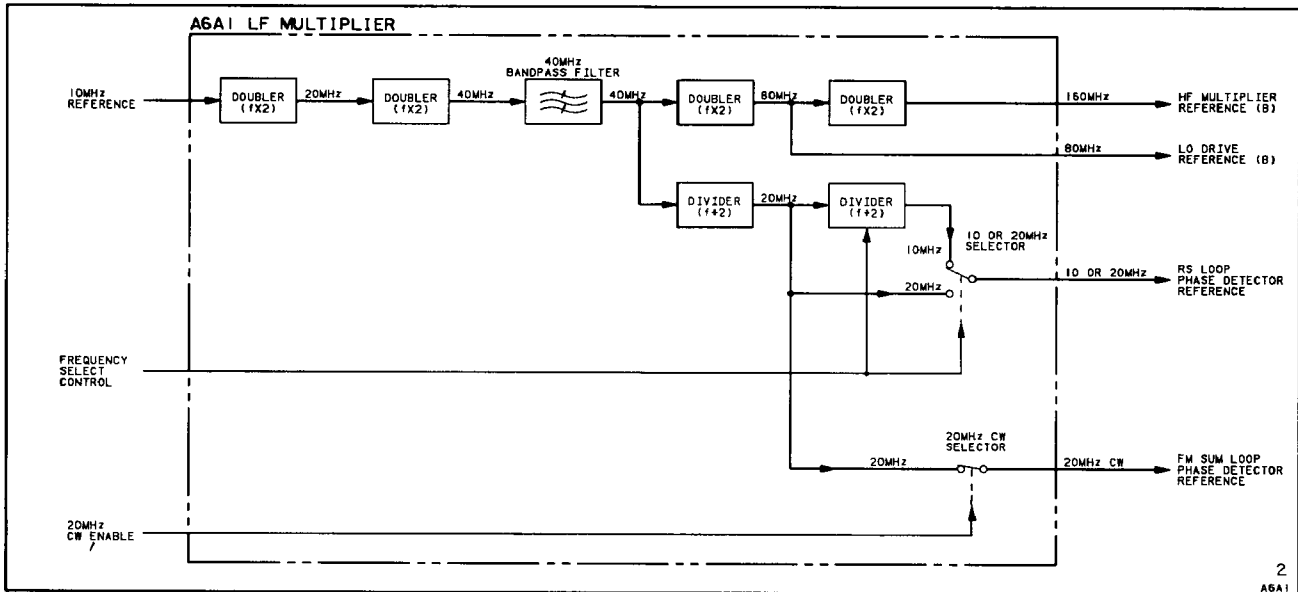 A6A1 LF MULTIPLIER
10MHz
REFERENCE
DOUBLER
(fX2)
20MHz
DOUBLER
(fX2)
40MHz
40MHz
BANDPASS FILTER
40MHz
DOUBLER
(fX2)
80MHz
DOUBLER
(fX2)
160MHz
HF MULTIPLIER
REFERENCE (8)
80MHz
LO DRIVE
REFERENCE (8)
DIVIDER
(f÷2)
20MHz
DIVIDER
(f÷2)
10MHz
10 OR 20MHz
SELECTOR
20MHz
10 OR 20MHz
RS LOOP
PHASE DETECTOR
REFERENCE
FREQUENCY
SELECT
CONTROL
20MHz
20MHz CW
SELECTOR
20MHz CW
FM SUM LOOP
PHASE DETECTOR
REFERENCE
20MHz
CW ENABLE
/
2
A6A1